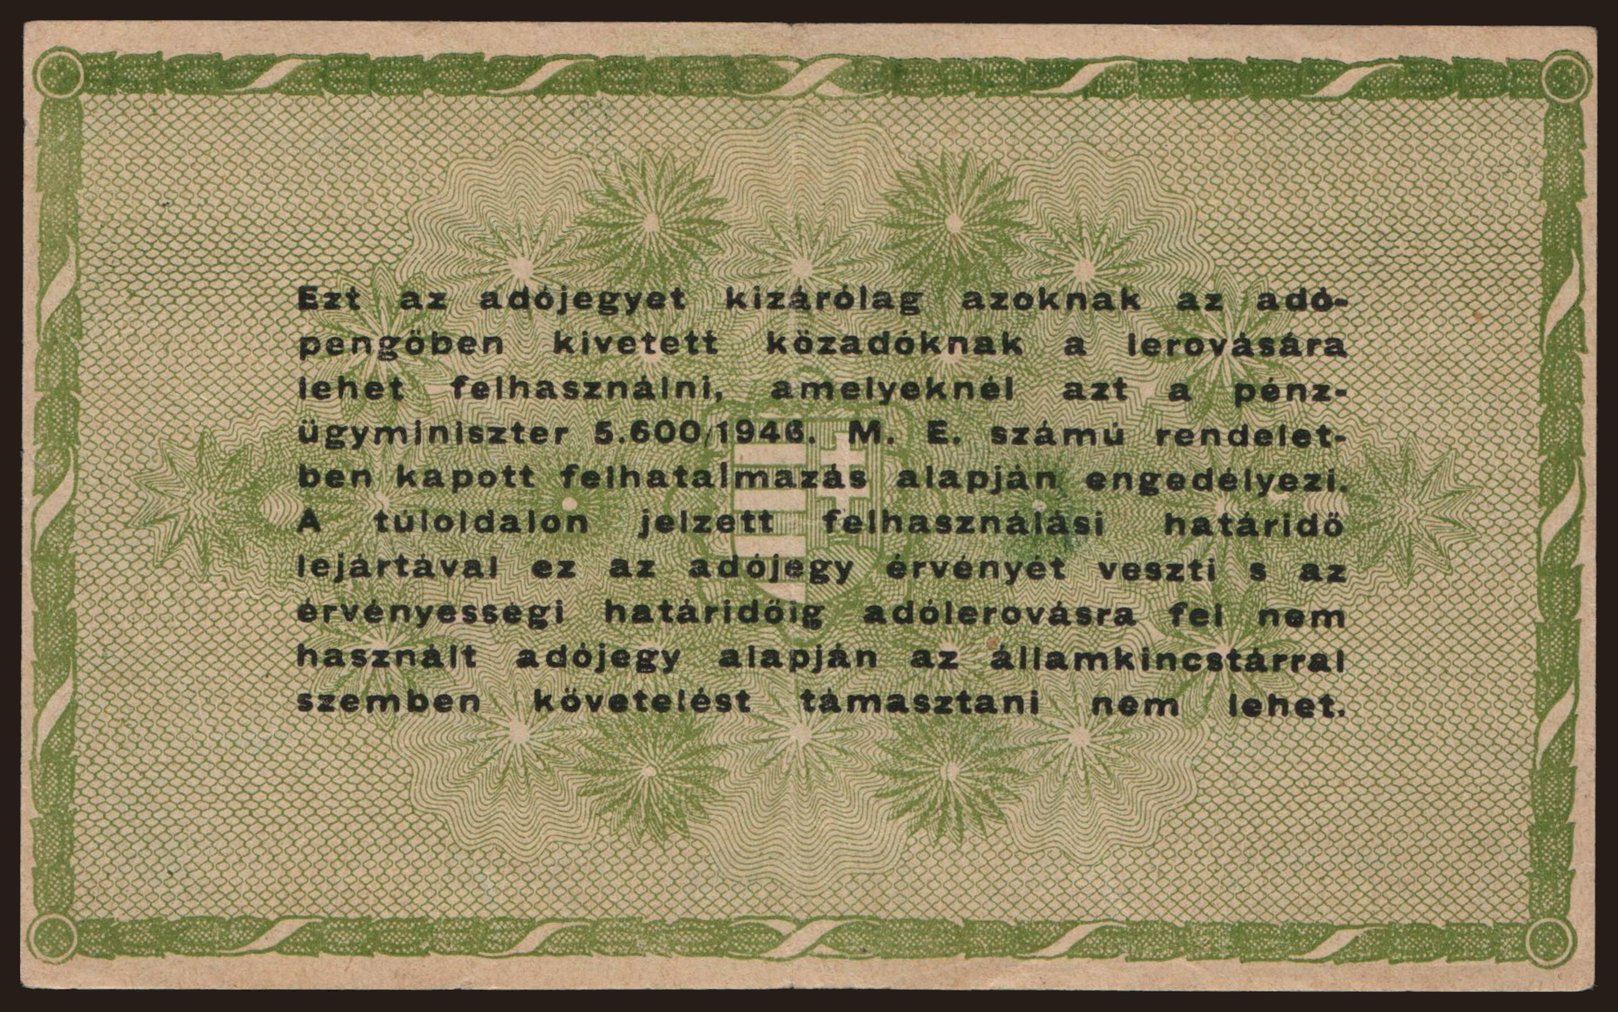 Ezt az adójegyet kizárólag azoknak az adó-
pengőben kivetett közadóknak a lerovására
lehet felhasználni, amelyeknél azt a pénz-
ügyminiszter 5.600/1946. M. E. számú rendelet-
ben kapott felhatalmazás alapján engedélyezi.
A túloldalon jelzett felhasználási határidő
lejártával ez az adójegy érvényét veszti s az
érvényességi határidőig adólerovásra fel nem
használt adójegy alapján az államkincstárral
szemben követelést támasztani nem lehet.